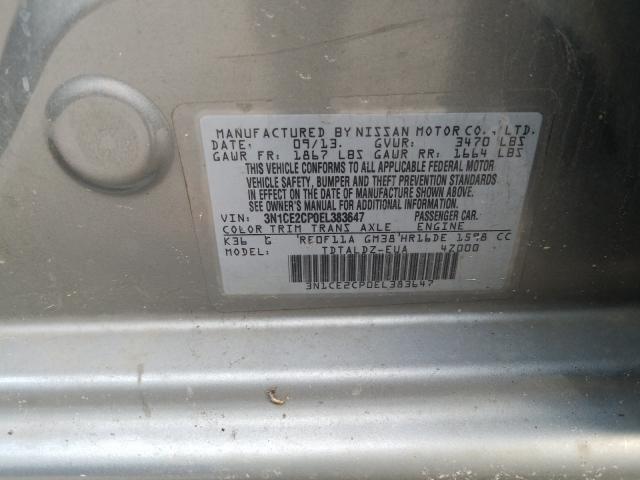 MANUFACTURED BY NISSAN MOTOR CO., LTD.
DATE: 09/13. GVWR: 3470 LBS
GAWR FR: 1867 LBS GAWR RR: 1664 LBS
THIS VEHICLE CONFORMS TO ALL APPLICABLE FEDERAL MOTOR
VEHICLE SAFETY, BUMPER AND THEFT PREVENTION STANDARDS
IN EFFECT ON THE DATE OF MANUFACTURE SHOWN ABOVE
SEE OWNER'S MANUAL FOR ADDITIONAL INFORMATION
VIN: 3N1CE2CP0EL383647 PASSENGER CAR.
COLOR TRIM TRANS AXLE ENGINE
K36 G RE0F11A GM38 HR16DE 1598 CC
MODEL: TDTALDZ-EUA 4Z000
3N1CE2CP0EL383647